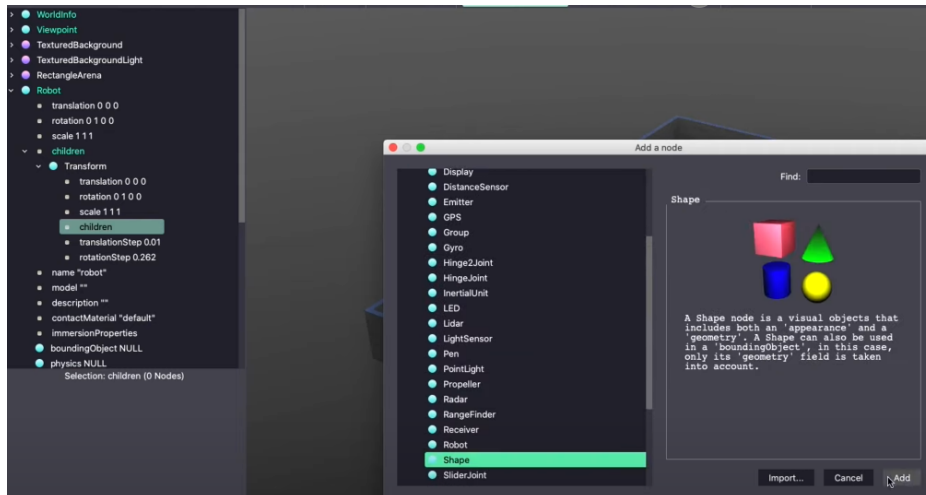 WorldInfo
Viewpoint
TexturedBackground
TexturedBackgroundLight
RectangleArena
Robot
translation 0 0 0
rotation 0 1 0 0
scale 1 1 1
children
Transform
translation 0 0 0
rotation 0 1 0 0
scale 1 1 1
children
translationStep 0.01
rotationStep 0.262
name "robot"
model ""
description ""
contactMaterial "default"
immersionProperties
boundingObject NULL
physics NULL
Selection: children (0 Nodes)
Add a node
Display
DistanceSensor
Emitter
GPS
Group
Gyro
Hinge2Joint
HingeJoint
InertialUnit
LED
Lidar
LightSensor
Pen
PointLight
Propeller
Radar
RangeFinder
Receiver
Robot
Shape
SliderJoint
Find:
Shape
A Shape node is a visual objects that
includes both an 'appearance' and a
'geometry'. A Shape can also be used
in a 'boundingObject', in this case,
only its 'geometry' field is taken
into account.
Import... Cancel Add